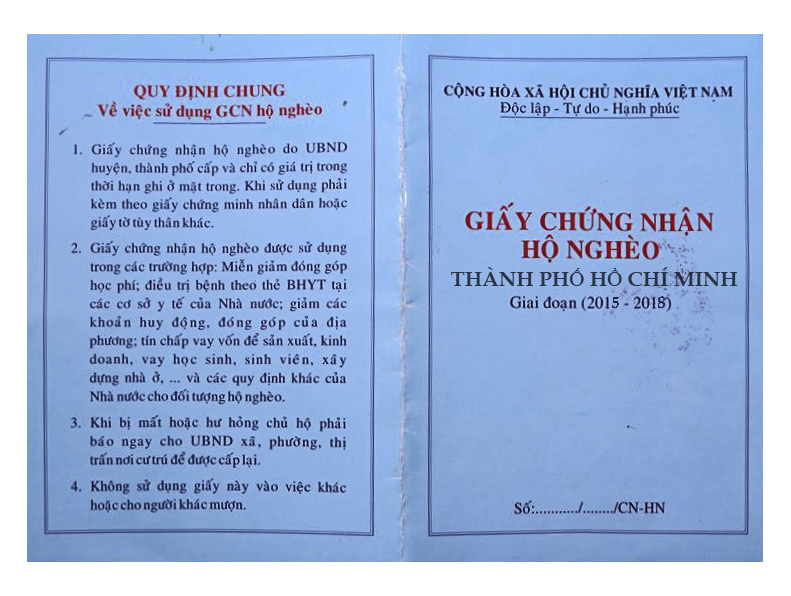 QUY ĐỊNH CHUNG
Về việc sử dụng GCN hộ nghèo
1. Giấy chứng nhận hộ nghèo do UBND
huyện, thành phố cấp và chỉ có giá trị trong
thời hạn ghi ở mặt trong. Khi sử dụng phải
kèm theo giấy chứng minh nhân dân hoặc
giấy tờ tùy thân khác.
2. Giấy chứng nhận hộ nghèo được sử dụng
trong các trường hợp: Miễn giảm đóng góp
học phí; điều trị bệnh theo thẻ BHYT tại
các cơ sở y tế của Nhà nước; giảm các
khoản huy động, đóng góp của địa
phương; tín chấp vay vốn để sản xuất, kinh
doanh, vay học sinh, sinh viên, xây
dựng nhà ở, ... và các quy định khác của
Nhà nước cho đối tượng hộ nghèo.
3. Khi bị mất hoặc hư hỏng chủ hộ phải
báo ngay cho UBND xã, phường, thị
trấn nơi cư trú để được cấp lại.
4. Không sử dụng giấy này vào việc khác
hoặc cho người khác mượn.
CỘNG HÒA XÃ HỘI CHỦ NGHĨA VIỆT NAM
Độc lập - Tự do - Hạnh phúc
GIẤY CHỨNG NHẬN
HỘ NGHÈO
THÀNH PHỐ HỒ CHÍ MINH
Giai đoạn (2015 - 2018)
Số:.........../......../CN-HN